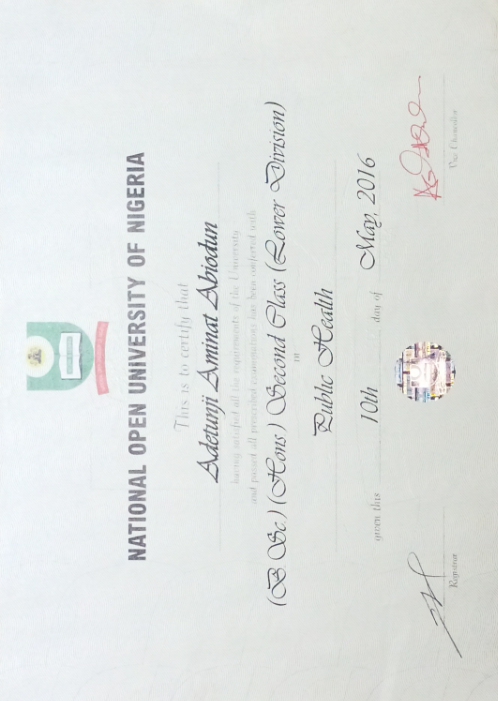 NATIONAL OPEN UNIVERSITY OF NIGERIA
This is to certify that
Adetunji Aminat Abiodun
having satisfied all the requirements of the University
and passed all prescribed examinations has been conferred with
(B.Sc) (Hons) Second Class (Lower Division)
in
Public Health
given this 10th day of May, 2016
Registrar Vice Chancellor